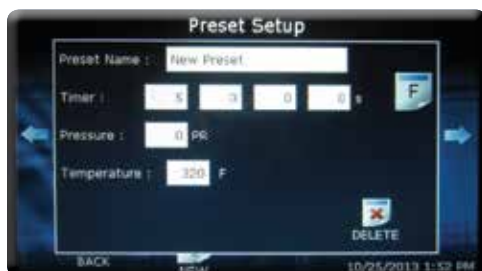 Preset Setup
Preset Name : New Preset
F
Timer : 5 0 0 0 s
Pressure : 0 PR
Temperature : 320 F
DELETE
BACK
NEW
10/25/2013 1:52 PM